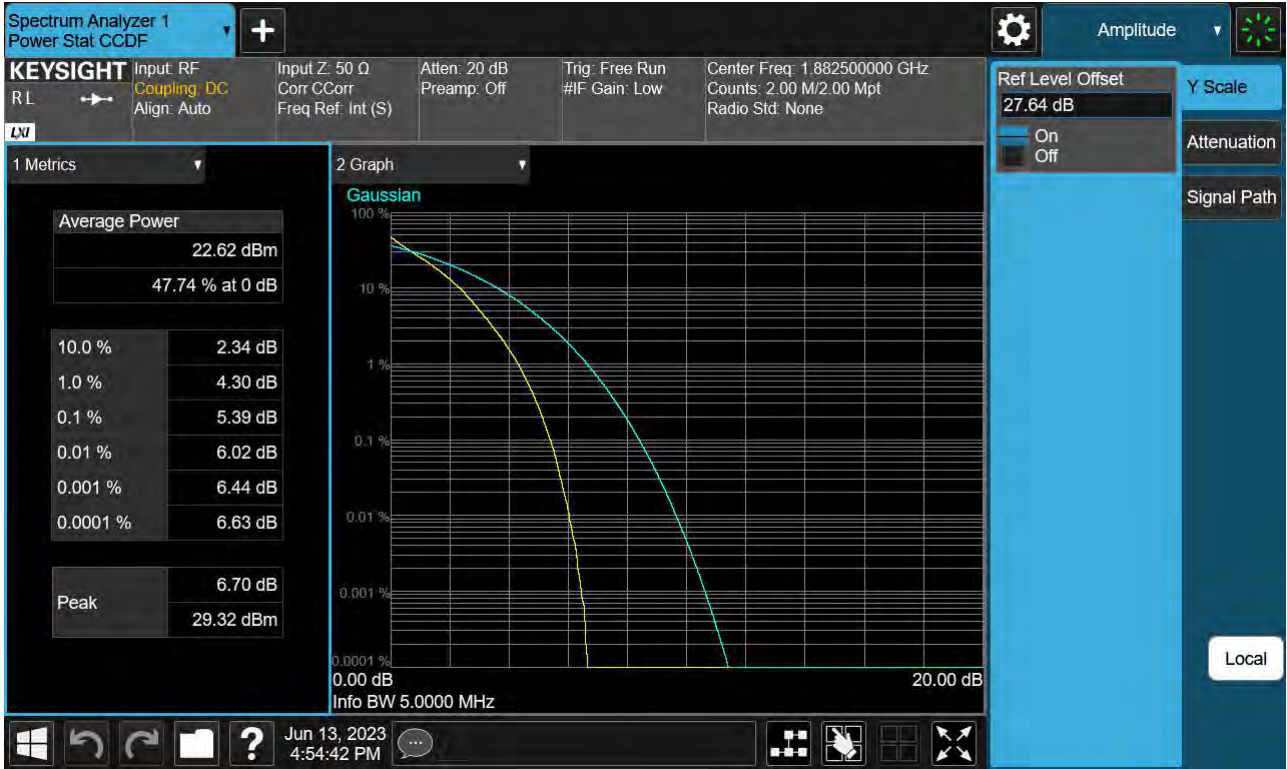 Spectrum Analyzer 1
Power Stat CCDF
+
Amplitude
KEYSIGHT
RL
LXI
Input: RF
Coupling: DC
Align: Auto
Input Z: 50 Ω
Corr CCorr
Freq Ref: Int (S)
Atten: 20 dB
Preamp: Off
Trig: Free Run
#IF Gain: Low
Center Freq: 1.882500000 GHz
Counts: 2.00 M/2.00 Mpt
Radio Std: None
Ref Level Offset
27.64 dB
On
Off
Y Scale
Attenuation
Signal Path
Local
1 Metrics
Average Power
22.62 dBm
47.74 % at 0 dB
10.0 % 2.34 dB
1.0 % 4.30 dB
0.1 % 5.39 dB
0.01 % 6.02 dB
0.001 % 6.44 dB
0.0001 % 6.63 dB
Peak
6.70 dB
29.32 dBm
2 Graph
Gaussian
100 %
10 %
1 %
0.1 %
0.01 %
0.001 %
0.0001 %
0.00 dB 20.00 dB
Info BW 5.0000 MHz
?
Jun 13, 2023
4:54:42 PM